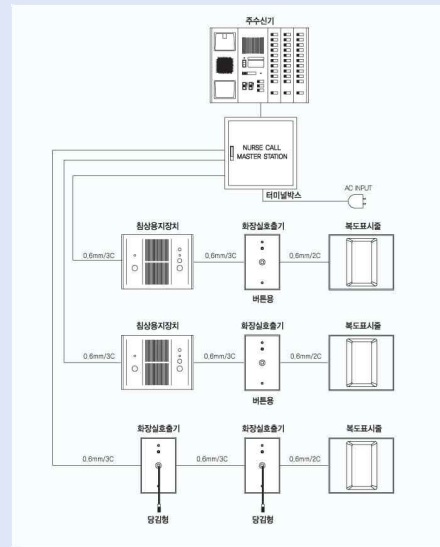 주수신기
NURSE CALL
MASTER STATION
터미널박스
AC INPUT
침상용지장치
화장실호출기
복도표시줄
0.6mm/3C
0.6mm/3C
0.6mm/2C
버튼용
침상용지장치
화장실호출기
복도표시줄
0.6mm/3C
0.6mm/3C
0.6mm/2C
버튼용
화장실호출기
화장실호출기
복도표시줄
0.6mm/3C
0.6mm/3C
0.6mm/2C
당김형
당김형